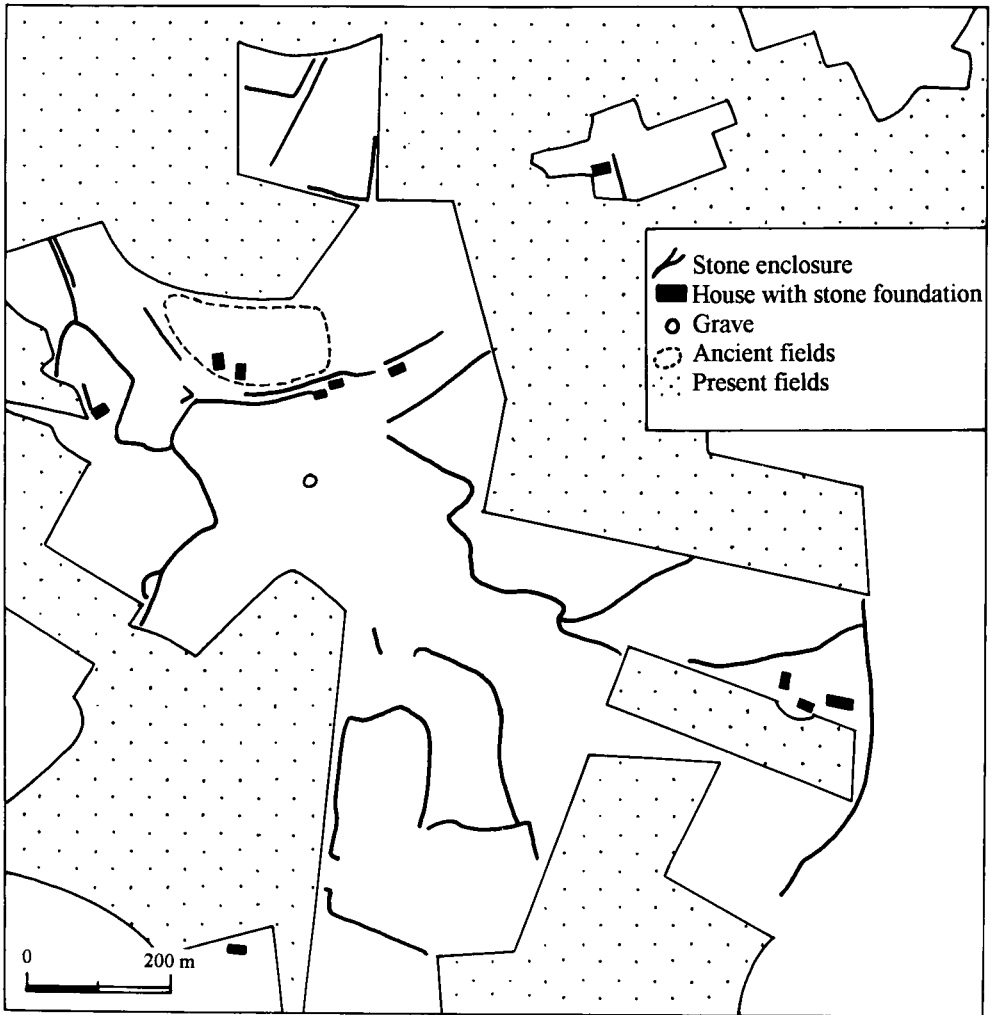 Stone enclosure
House with stone foundation
Grave
Ancient fields
Present fields
0 200 m